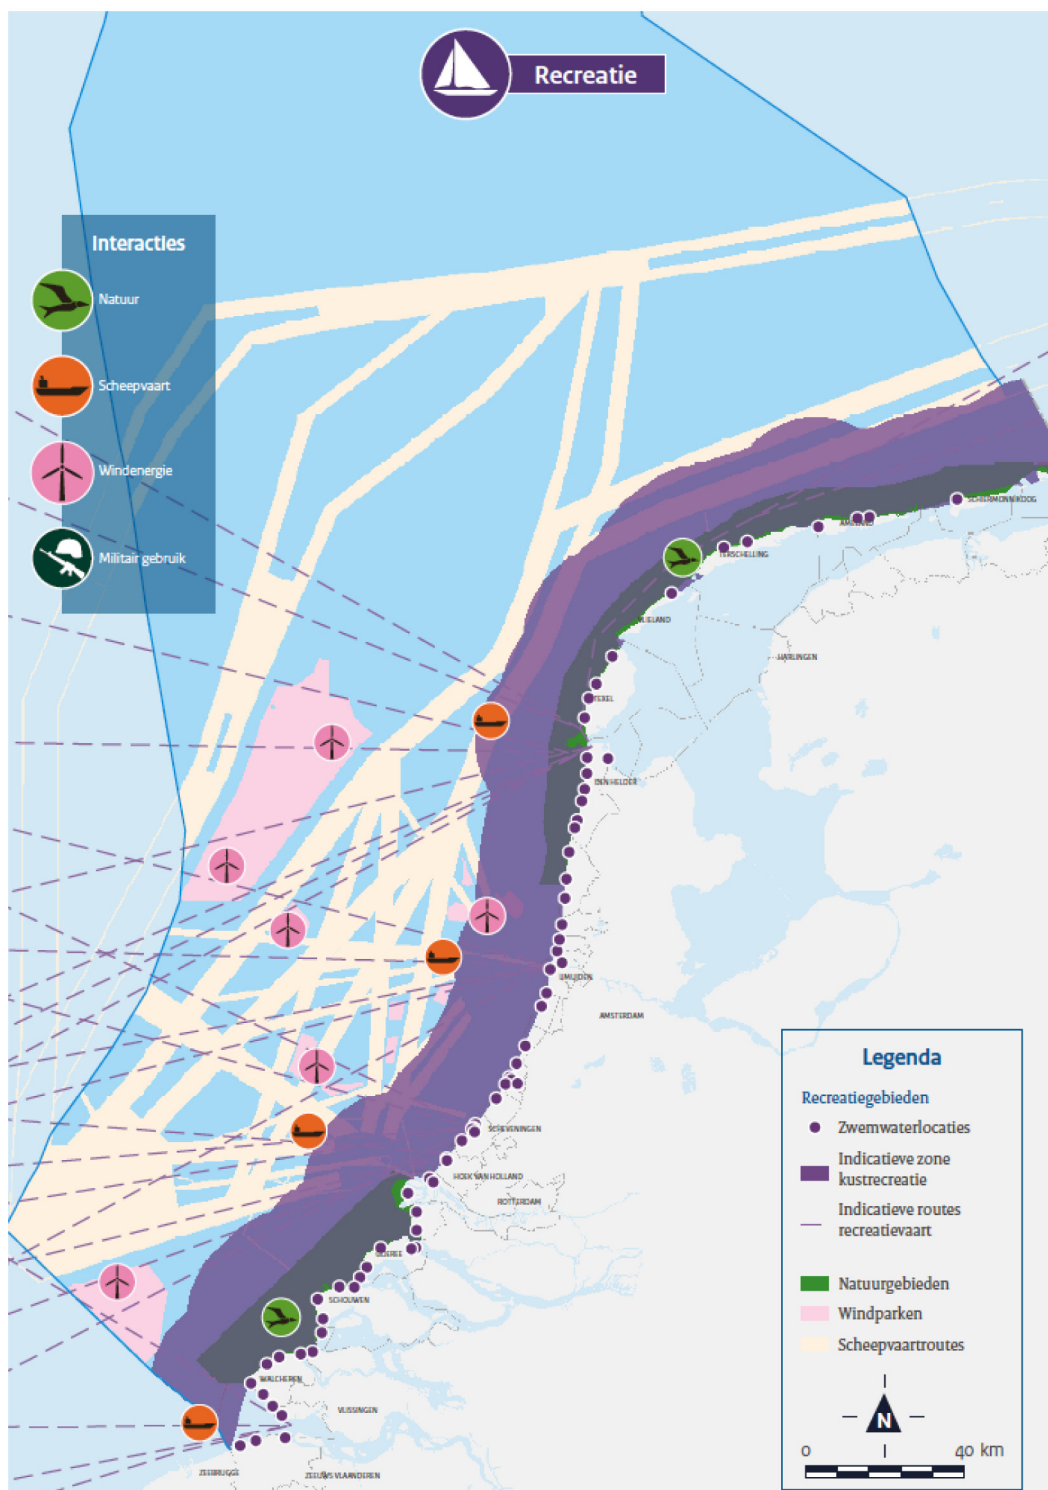 Recreatie
Interacties
Natuur
Scheepvaart
Windenergie
Militair gebruik
SCHIERMONNIKOOG
AMELAND
TERSCHELLING
VLIELAND
HARLINGEN
TEXEL
DEN HELDER
IJMUIDEN
AMSTERDAM
SCHEVENINGEN
HOEK VAN HOLLAND
ROTTERDAM
GOEREE
SCHOUWEN
WALCHEREN
VLISSINGEN
ZEEBRUGGE
ZEEUWS VLAANDEREN
Legenda
Recreatiegebieden
Zwemwaterlocaties
Indicatieve zone
kustrecreatie
Indicatieve routes
recreatievaart
Natuurgebieden
Windparken
Scheepvaartroutes
N
0 40 km